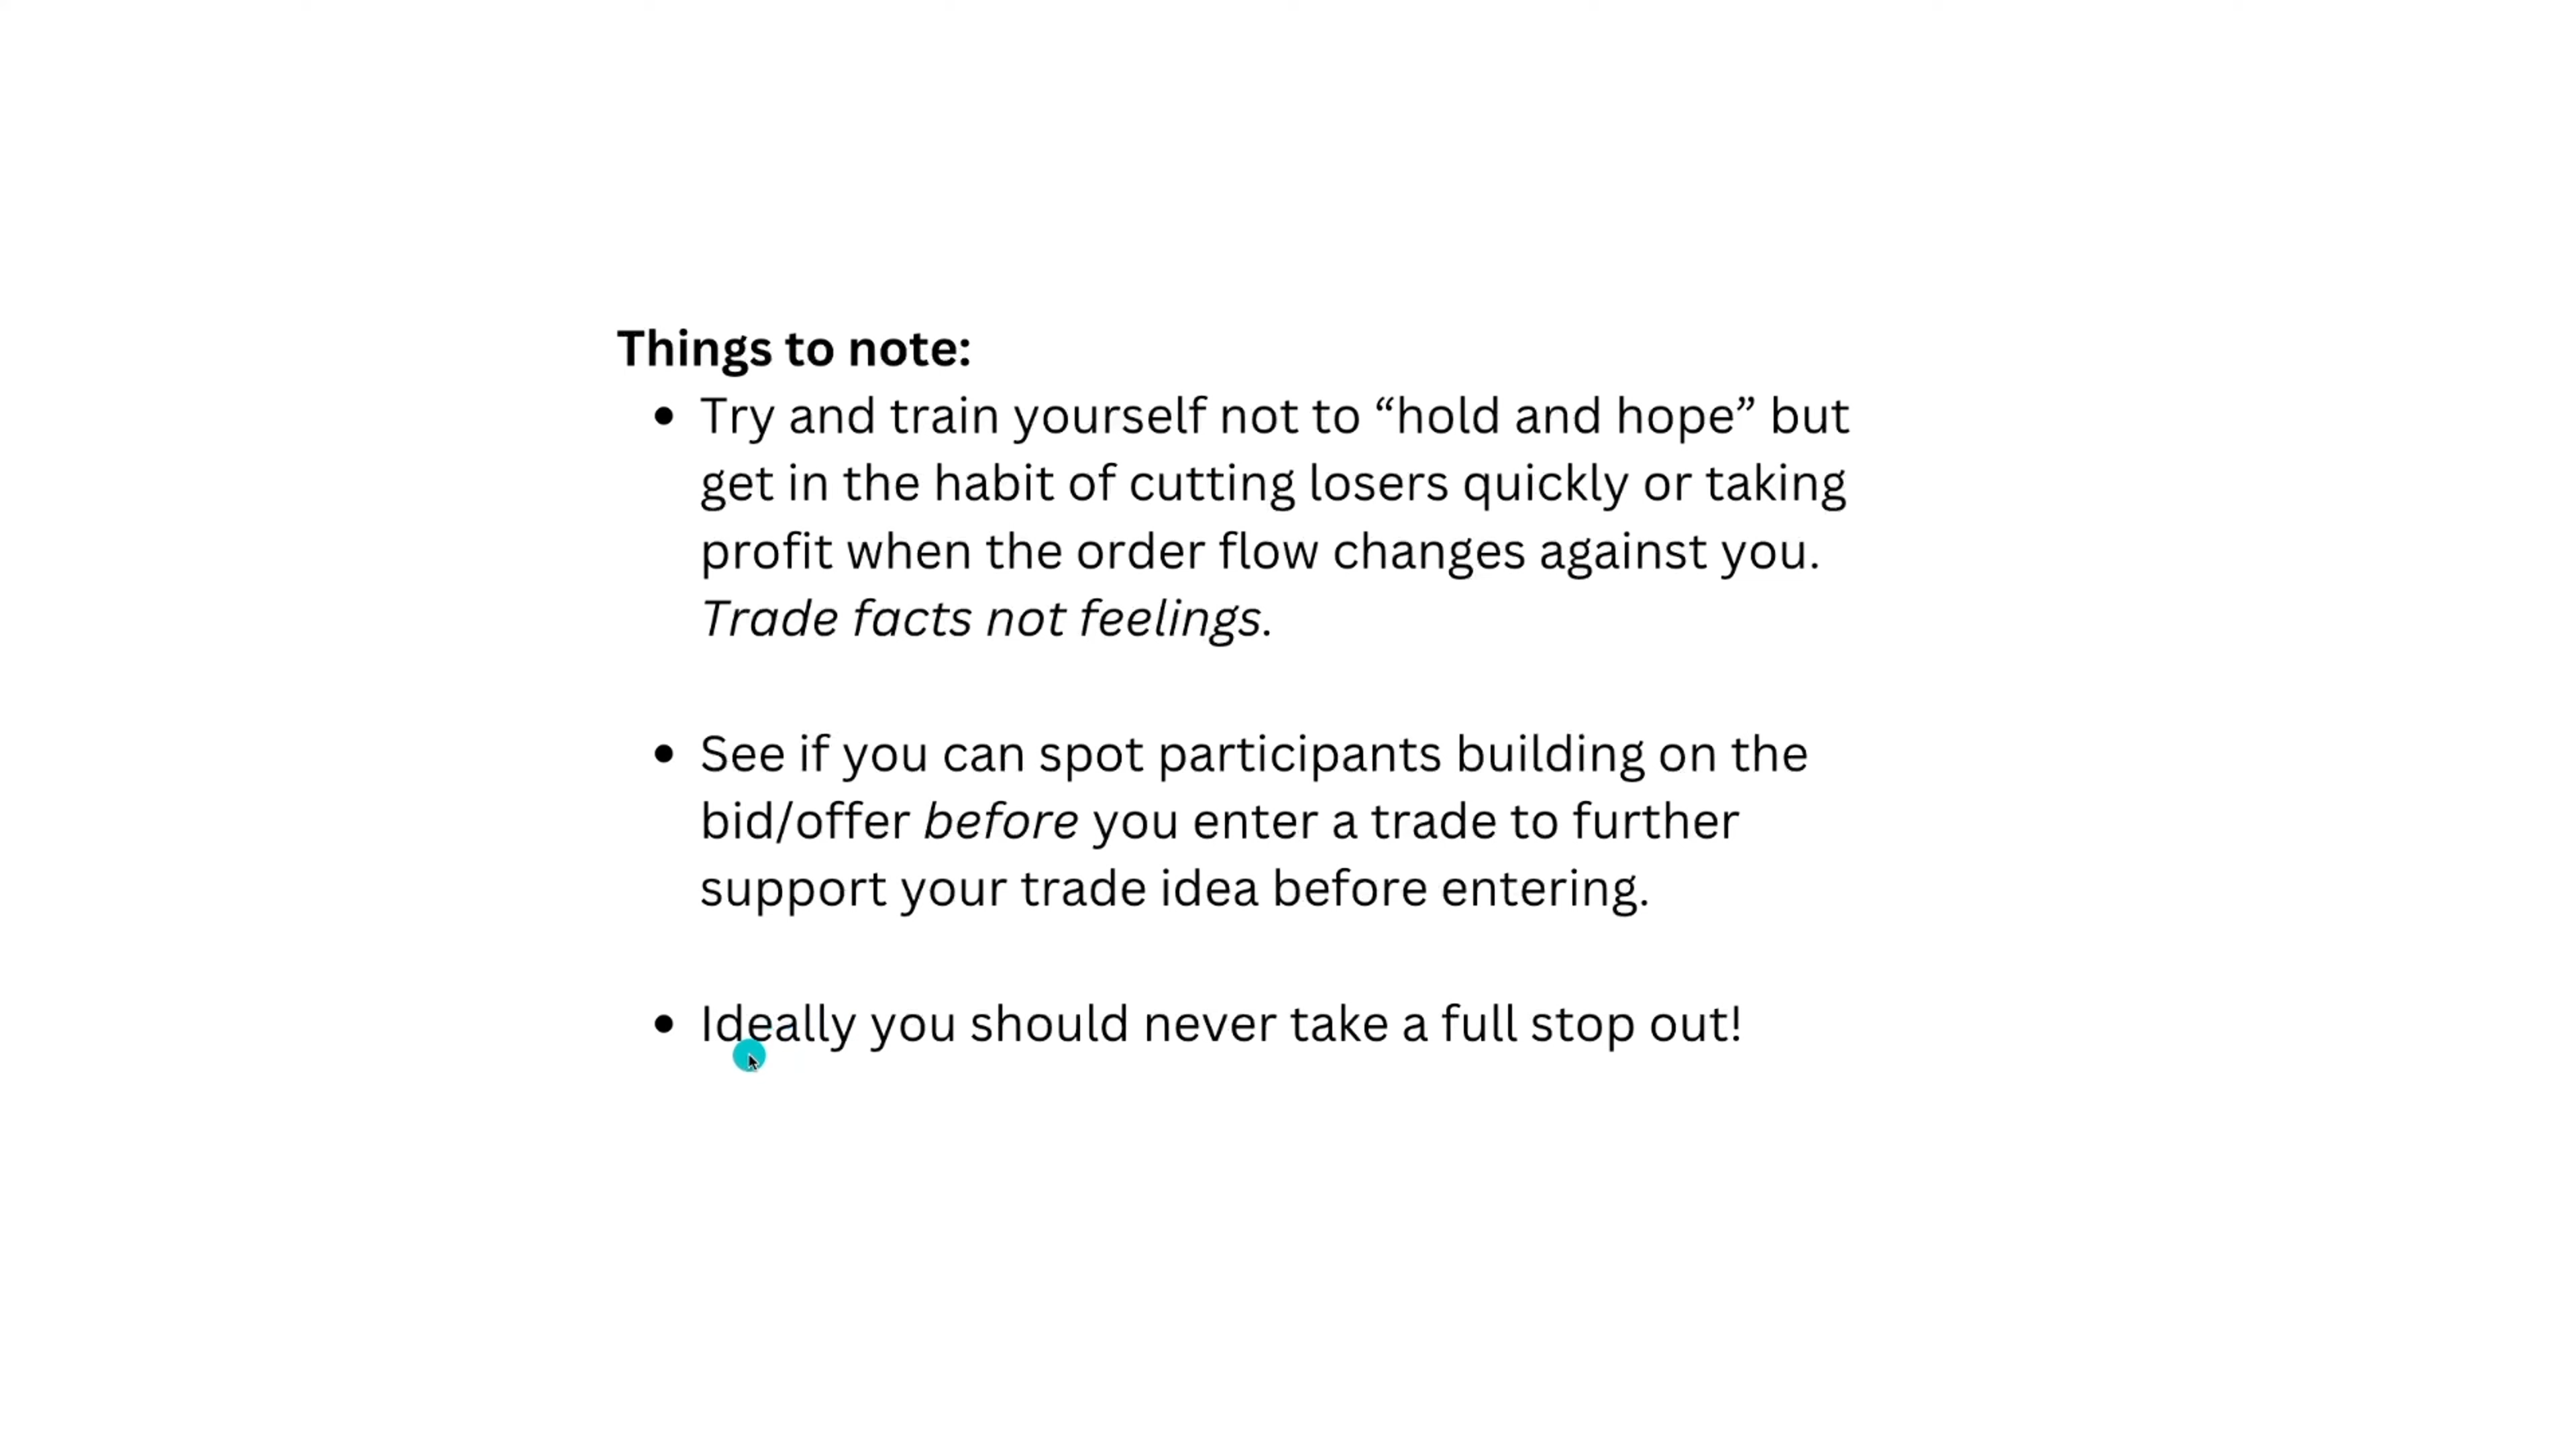 Things to note:
• Try and train yourself not to “hold and hope” but
get in the habit of cutting losers quickly or taking
profit when the order flow changes against you.
Trade facts not feelings.
• See if you can spot participants building on the
bid/offer before you enter a trade to further
support your trade idea before entering.
• Ideally you should never take a full stop out!